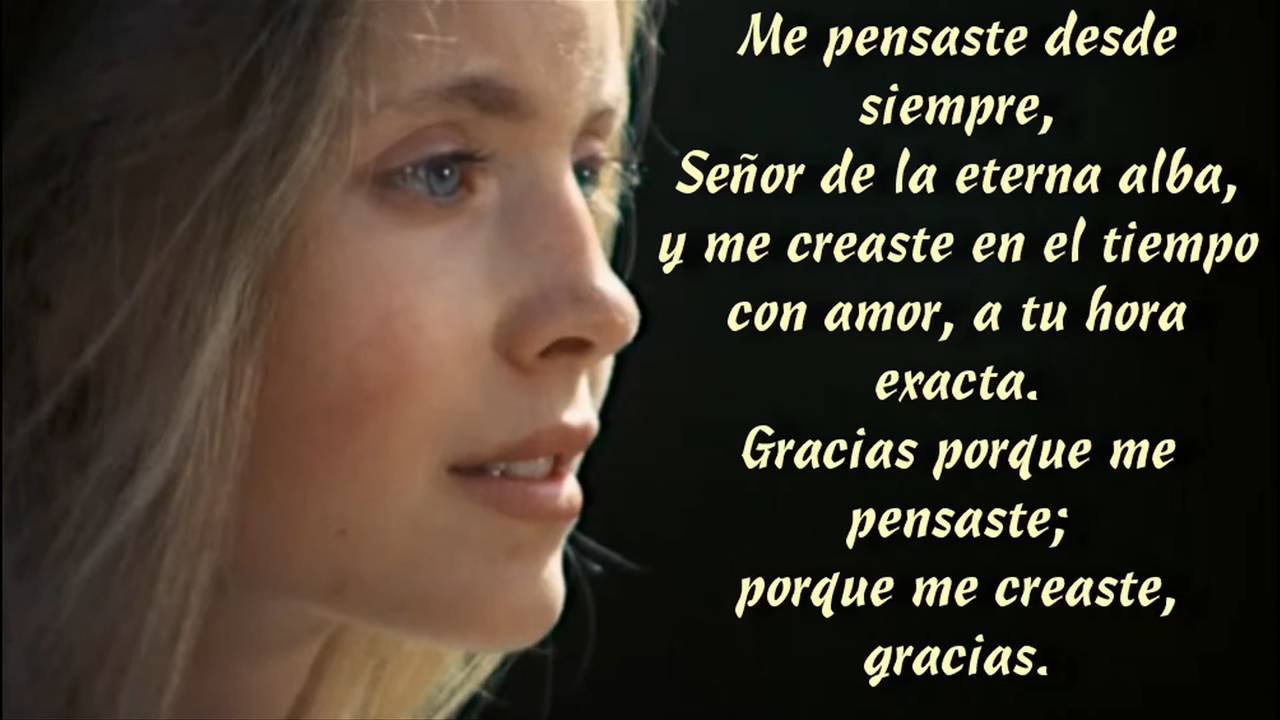 Me pensaste desde
siempre,
Señor de la eterna alba,
y me creaste en el tiempo
con amor, a tu hora
exacta.
Gracias porque me
pensaste;
porque me creaste,
gracias.